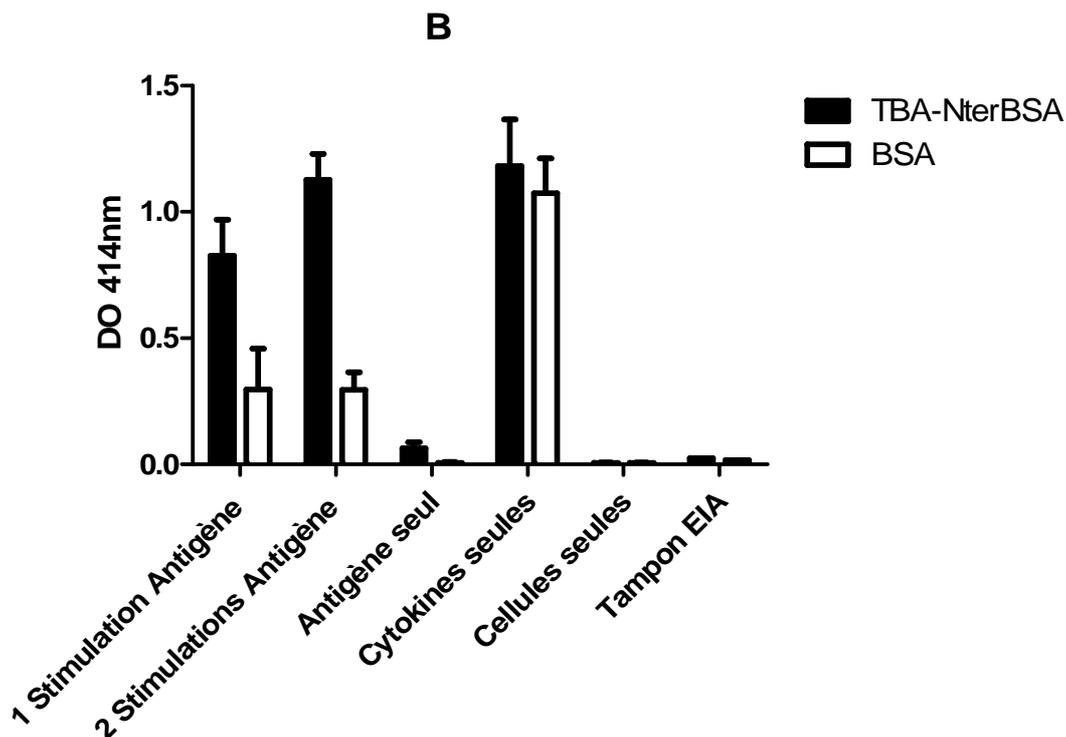 B
TBA-NterBSA
BSA
DO 414nm
1.5
1.0
0.5
0.0
1 Stimulation Antigène
2 Stimulations Antigène
Antigène seul
Cytokines seules
Cellules seules
Tampon EIA